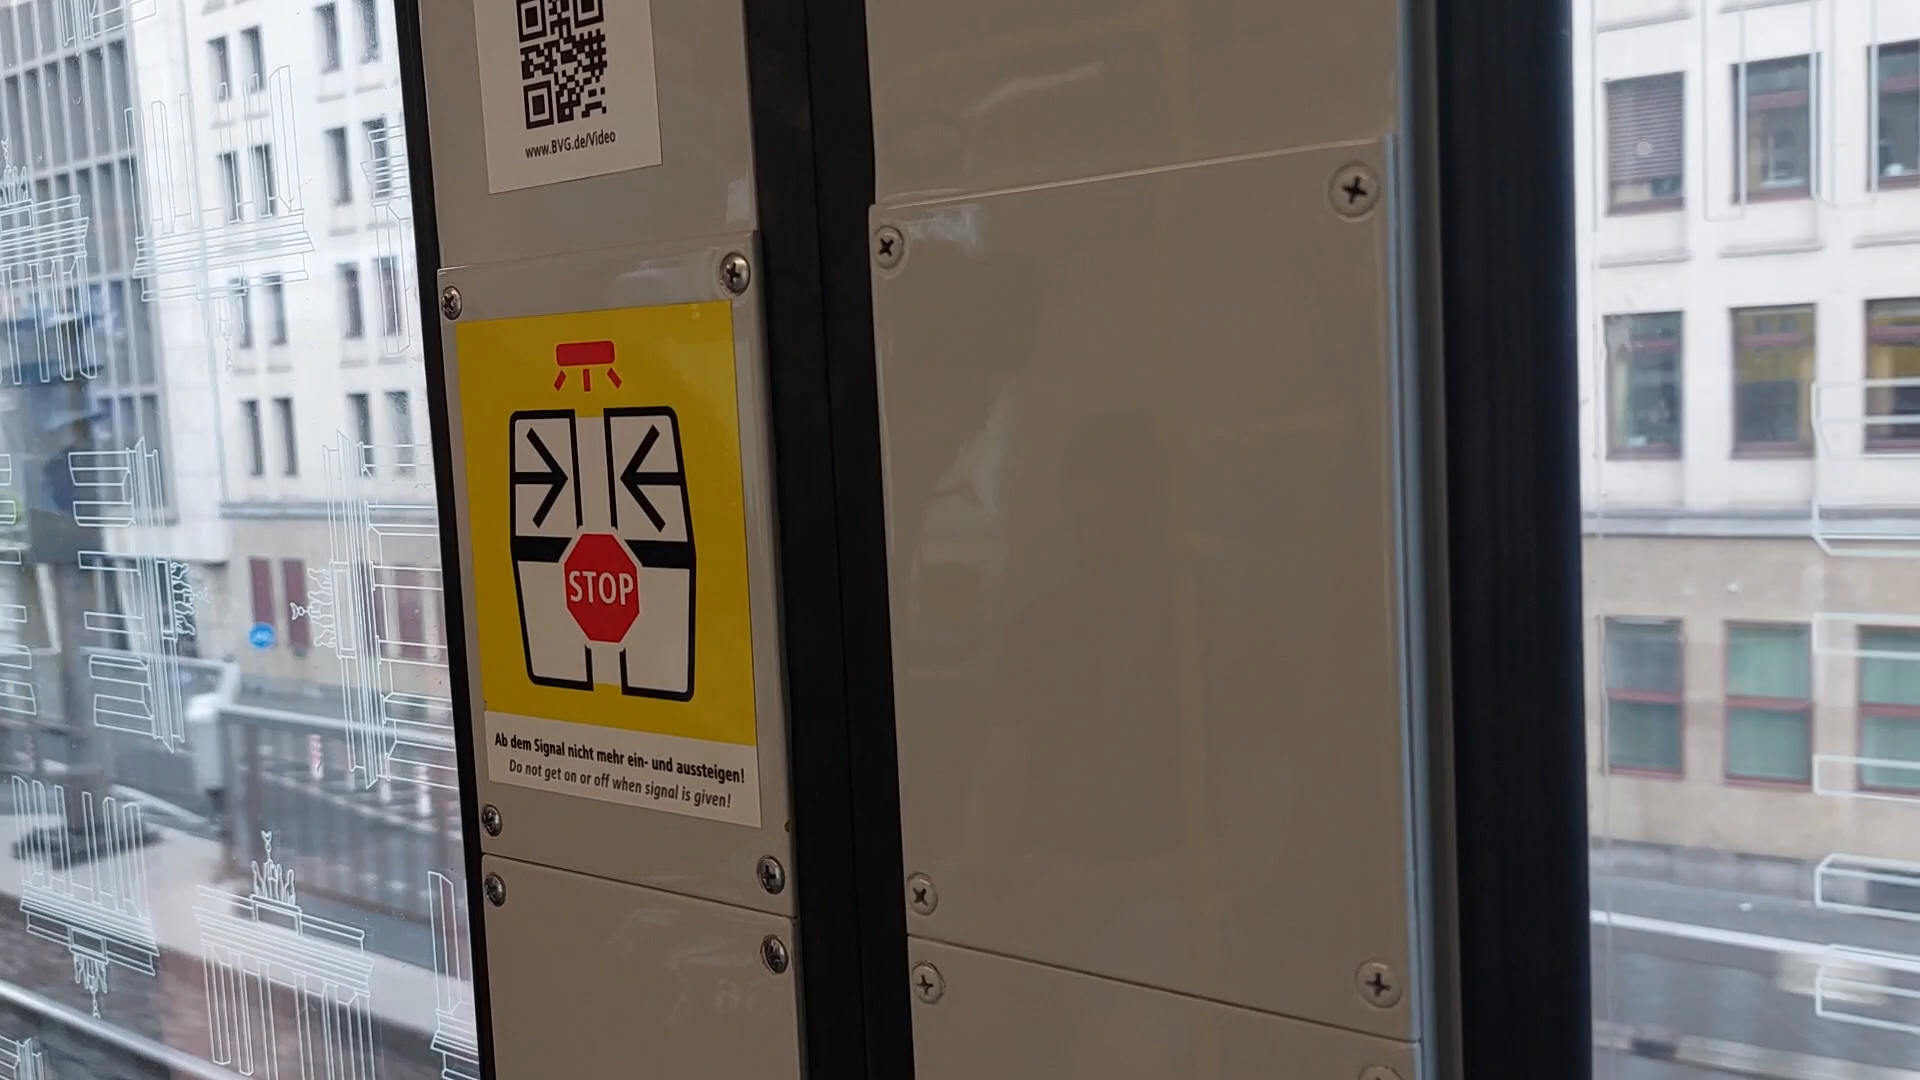 www.BVG.de/Video
STOP
Ab dem Signal nicht mehr ein- und aussteigen!
Do not get on or off when signal is given!